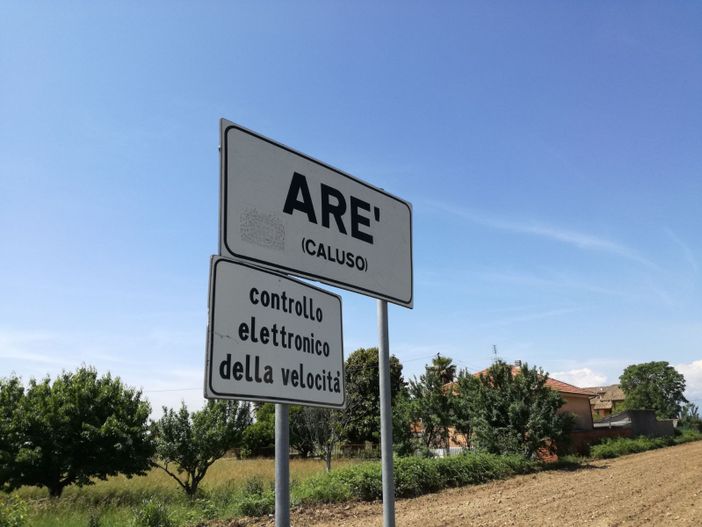 ARE'
(CALUSO)
controllo
elettronico
della velocità